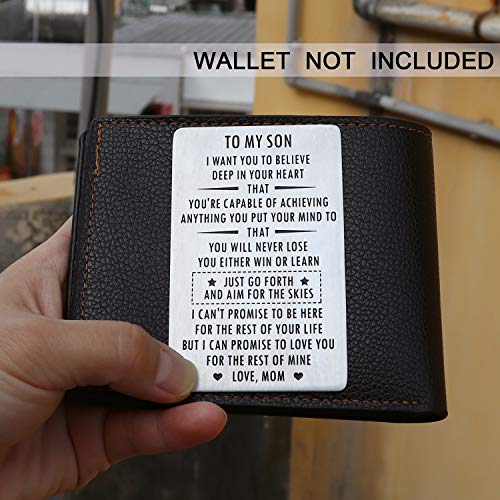 WALLET NOT INCLUDED
TO MY SON
I WANT YOU TO BELIEVE
DEEP IN YOUR HEART
THAT
YOU'RE CAPABLE OF ACHIEVING
ANYTHING YOU PUT YOUR MIND TO
THAT
YOU WILL NEVER LOSE
YOU EITHER WIN OR LEARN
★ JUST GO FORTH ★
AND AIM FOR THE SKIES
I CAN'T PROMISE TO BE HERE
FOR THE REST OF YOUR LIFE
BUT I CAN PROMISE TO LOVE YOU
FOR THE REST OF MINE
♥ LOVE, MOM ♥